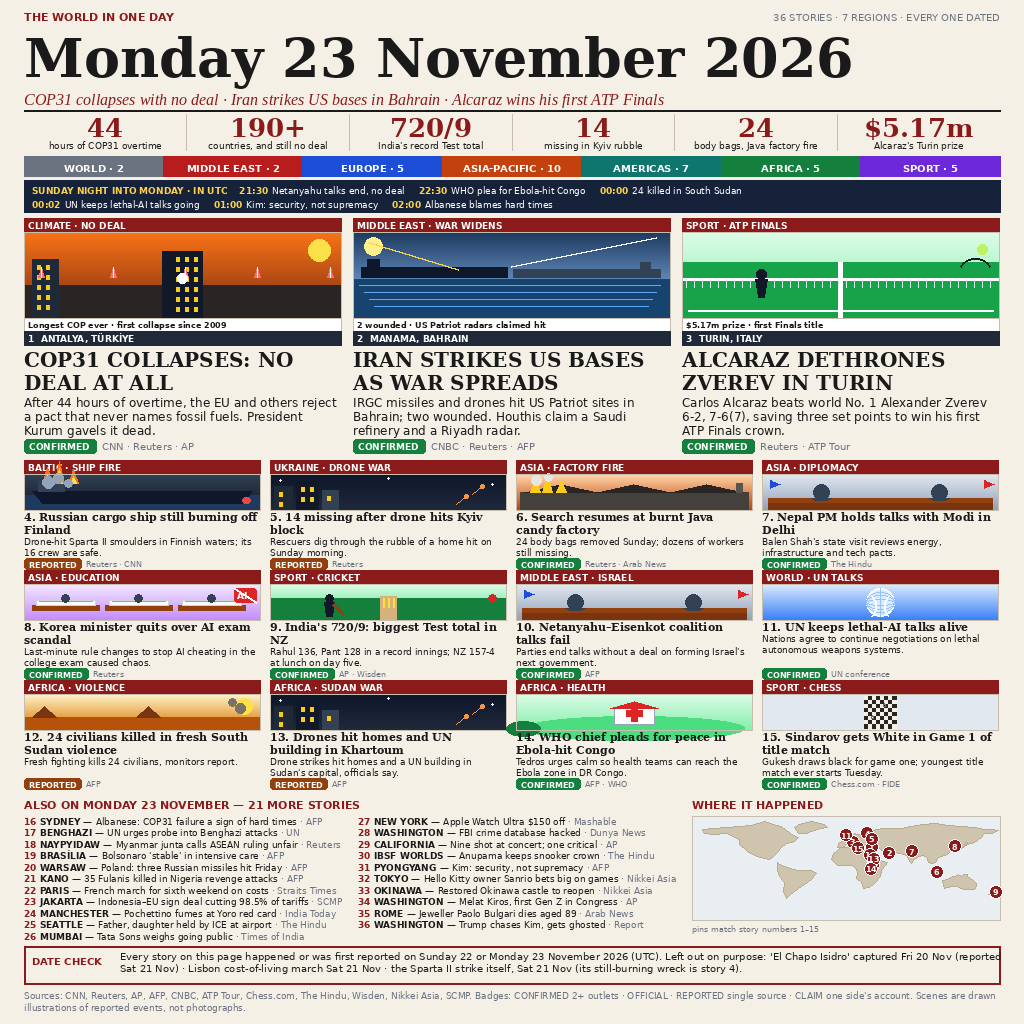 THE WORLD IN ONE DAY
36 STORIES · 7 REGIONS · EVERY ONE DATED
Monday 23 November 2026
COP31 collapses with no deal · Iran strikes US bases in Bahrain · Alcaraz wins his first ATP Finals
44
hours of COP31 overtime
190+
countries, and still no deal
720/9
India's record Test total
14
missing in Kyiv rubble
24
body bags, Java factory fire
$5.17m
Alcaraz's Turin prize
WORLD · 2
MIDDLE EAST · 2
EUROPE · 5
ASIA-PACIFIC · 10
AMERICAS · 7
AFRICA · 5
SPORT · 5
SUNDAY NIGHT INTO MONDAY · IN UTC 21:30 Netanyahu talks end, no deal 22:30 WHO plea for Ebola-hit Congo 00:00 24 killed in South Sudan
00:02 UN keeps lethal-AI talks going 01:00 Kim: security, not supremacy 02:00 Albanese blames hard times
CLIMATE · NO DEAL
Longest COP ever · first collapse since 2009
1 ANTALYA, TÜRKİYE
COP31 COLLAPSES: NO
DEAL AT ALL
After 44 hours of overtime, the EU and others reject
a pact that never names fossil fuels. President
Kurum gavels it dead.
CONFIRMED CNN · Reuters · AP
MIDDLE EAST · WAR WIDENS
2 wounded · US Patriot radars claimed hit
2 MANAMA, BAHRAIN
IRAN STRIKES US BASES
AS WAR SPREADS
IRGC missiles and drones hit US Patriot sites in
Bahrain; two wounded. Houthis claim a Saudi
refinery and a Riyadh radar.
CONFIRMED CNBC · Reuters · AFP
SPORT · ATP FINALS
$5.17m prize · first Finals title
3 TURIN, ITALY
ALCARAZ DETHRONES
ZVEREV IN TURIN
Carlos Alcaraz beats world No. 1 Alexander Zverev
6-2, 7-6(7), saving three set points to win his first
ATP Finals crown.
CONFIRMED Reuters · ATP Tour
BALTIC · SHIP FIRE
4. Russian cargo ship still burning off
Finland
Drone-hit Sparta II smoulders in Finnish waters; its
16 crew are safe.
REPORTED Reuters · CNN
UKRAINE · DRONE WAR
5. 14 missing after drone hits Kyiv
block
Rescuers dig through the rubble of a home hit on
Sunday morning.
REPORTED Reuters
ASIA · FACTORY FIRE
6. Search resumes at burnt Java
candy factory
24 body bags removed Sunday; dozens of workers
still missing.
CONFIRMED Reuters · Arab News
ASIA · DIPLOMACY
7. Nepal PM holds talks with Modi in
Delhi
Balen Shah's state visit reviews energy,
infrastructure and tech pacts.
CONFIRMED The Hindu
ASIA · EDUCATION
AI
8. Korea minister quits over AI exam
scandal
Last-minute rule changes to stop AI cheating in the
college exam caused chaos.
CONFIRMED Reuters
SPORT · CRICKET
9. India's 720/9: biggest Test total in
NZ
Rahul 136, Pant 128 in a record innings; NZ 157-4
at lunch on day five.
CONFIRMED AP · Wisden
MIDDLE EAST · ISRAEL
10. Netanyahu–Eisenkot coalition
talks fail
Parties end talks without a deal on forming Israel's
next government.
CONFIRMED AFP
WORLD · UN TALKS
11. UN keeps lethal-AI talks alive
Nations agree to continue negotiations on lethal
autonomous weapons systems.
CONFIRMED UN conference
AFRICA · VIOLENCE
12. 24 civilians killed in fresh South
Sudan violence
Fresh fighting kills 24 civilians, monitors report.
REPORTED AFP
AFRICA · SUDAN WAR
13. Drones hit homes and UN
building in Khartoum
Drone strikes hit homes and a UN building in
Sudan's capital, officials say.
REPORTED AFP
AFRICA · HEALTH
14. WHO chief pleads for peace in
Ebola-hit Congo
Tedros urges calm so health teams can reach the
Ebola zone in DR Congo.
CONFIRMED AFP · WHO
SPORT · CHESS
15. Sindarov gets White in Game 1 of
title match
Gukesh draws black for game one; youngest title
match ever starts Tuesday.
CONFIRMED Chess.com · FIDE
ALSO ON MONDAY 23 NOVEMBER — 21 MORE STORIES
16 SYDNEY — Albanese: COP31 failure a sign of hard times · AFP
17 BENGHAZI — UN urges probe into Benghazi attacks · UN
18 NAYPYIDAW — Myanmar junta calls ASEAN ruling unfair · Reuters
19 BRASÍLIA — Bolsonaro 'stable' in intensive care · AFP
20 WARSAW — Poland: three Russian missiles hit Friday · AFP
21 KANO — 35 Fulanis killed in Nigeria revenge attacks · AFP
22 PARIS — French march for sixth weekend on costs · Straits Times
23 JAKARTA — Indonesia–EU sign deal cutting 98.5% of tariffs · SCMP
24 MANCHESTER — Pochettino fumes at Yoro red card · India Today
25 SEATTLE — Father, daughter held by ICE at airport · The Hindu
26 MUMBAI — Tata Sons weighs going public · Times of India
27 NEW YORK — Apple Watch Ultra $150 off · Mashable
28 WASHINGTON — FBI crime database hacked · Dunya News
29 CALIFORNIA — Nine shot at concert; one critical · AP
30 IBSF WORLDS — Anupama keeps snooker crown · The Hindu
31 PYONGYANG — Kim: security, not supremacy · AFP
32 TOKYO — Hello Kitty owner Sanrio bets big on games · Nikkei Asia
33 OKINAWA — Restored Okinawa castle to reopen · Nikkei Asia
34 WASHINGTON — Melat Kiros, first Gen Z in Congress · AP
35 ROME — Jeweller Paolo Bulgari dies aged 89 · Arab News
36 WASHINGTON — Trump chases Kim, gets ghosted · Report
WHERE IT HAPPENED
11
5
15
13
14
2
7
8
6
9
pins match story numbers 1–15
DATE CHECK
Every story on this page happened or was first reported on Sunday 22 or Monday 23 November 2026 (UTC). Left out on purpose: 'El Chapo Isidro' captured Fri 20 Nov (reported
Sat 21 Nov) · Lisbon cost-of-living march Sat 21 Nov · the Sparta II strike itself, Sat 21 Nov (its still-burning wreck is story 4).
Sources: CNN, Reuters, AP, AFP, CNBC, ATP Tour, Chess.com, The Hindu, Wisden, Nikkei Asia, SCMP. Badges: CONFIRMED 2+ outlets · OFFICIAL · REPORTED single source · CLAIM one side's account. Scenes are drawn
illustrations of reported events, not photographs.